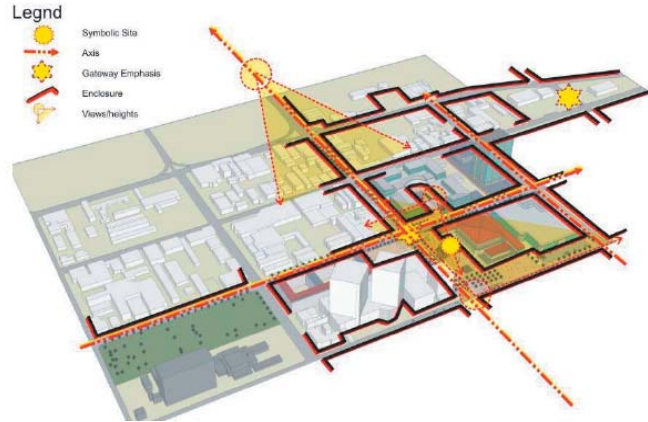 Legnd
Symbolic Site
Axis
Gateway Emphasis
Enclosure
Views/heights